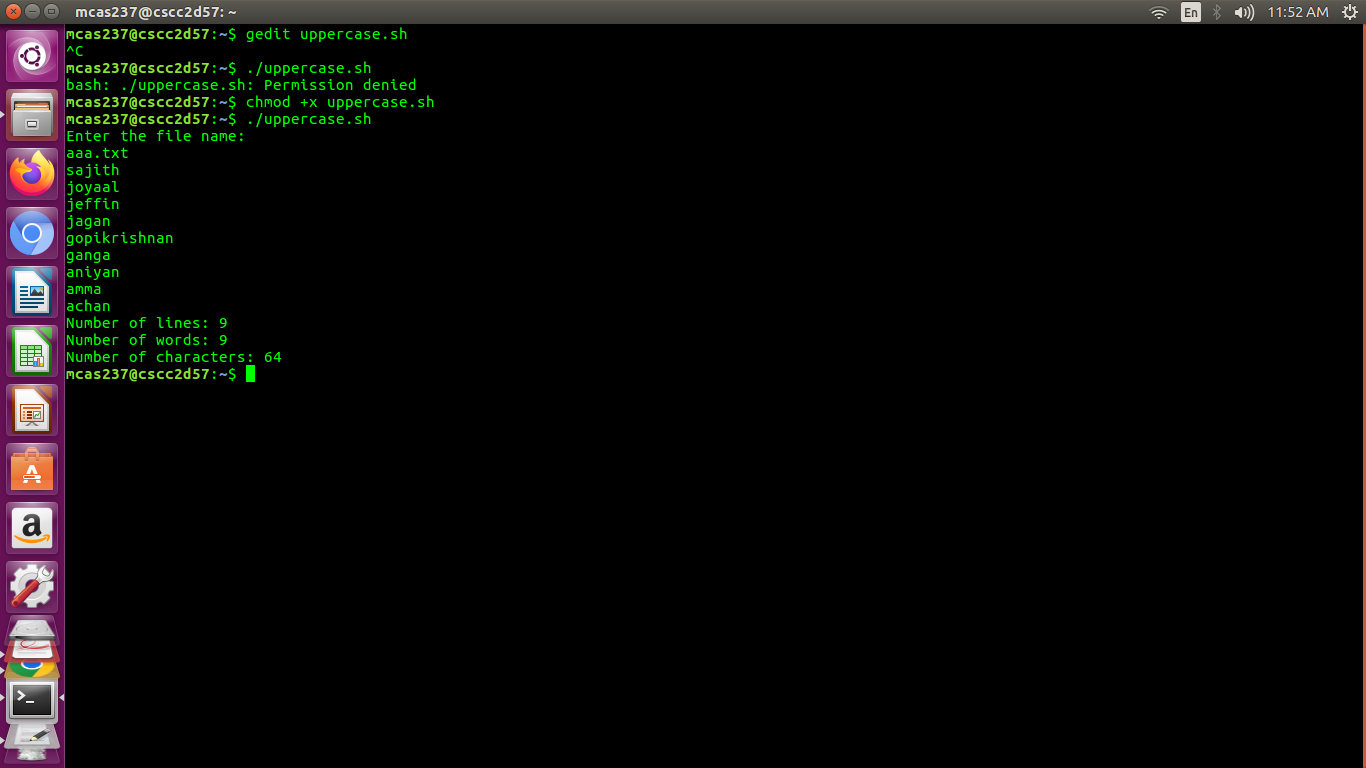 mcas237@cscc2d57: ~
En
11:52 AM
mcas237@cscc2d57:~$ gedit uppercase.sh
^C
mcas237@cscc2d57:~$ ./uppercase.sh
bash: ./uppercase.sh: Permission denied
mcas237@cscc2d57:~$ chmod +x uppercase.sh
mcas237@cscc2d57:~$ ./uppercase.sh
Enter the file name:
aaa.txt
sajith
joyaal
jeffin
jagan
gopikrishnan
ganga
aniyan
amma
achan
Number of lines: 9
Number of words: 9
Number of characters: 64
mcas237@cscc2d57:~$